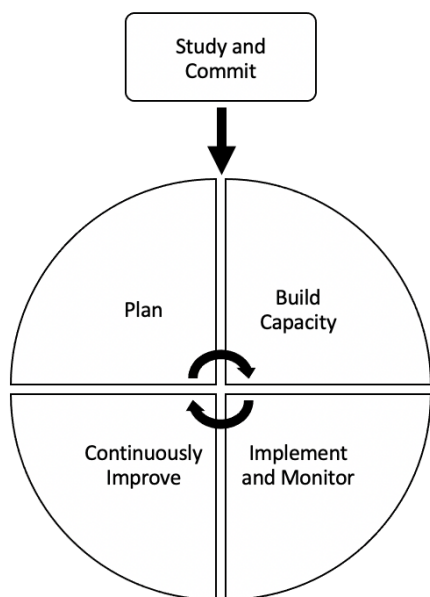 Study and
Commit
Plan
Build
Capacity
Continuously
Improve
Implement
and Monitor